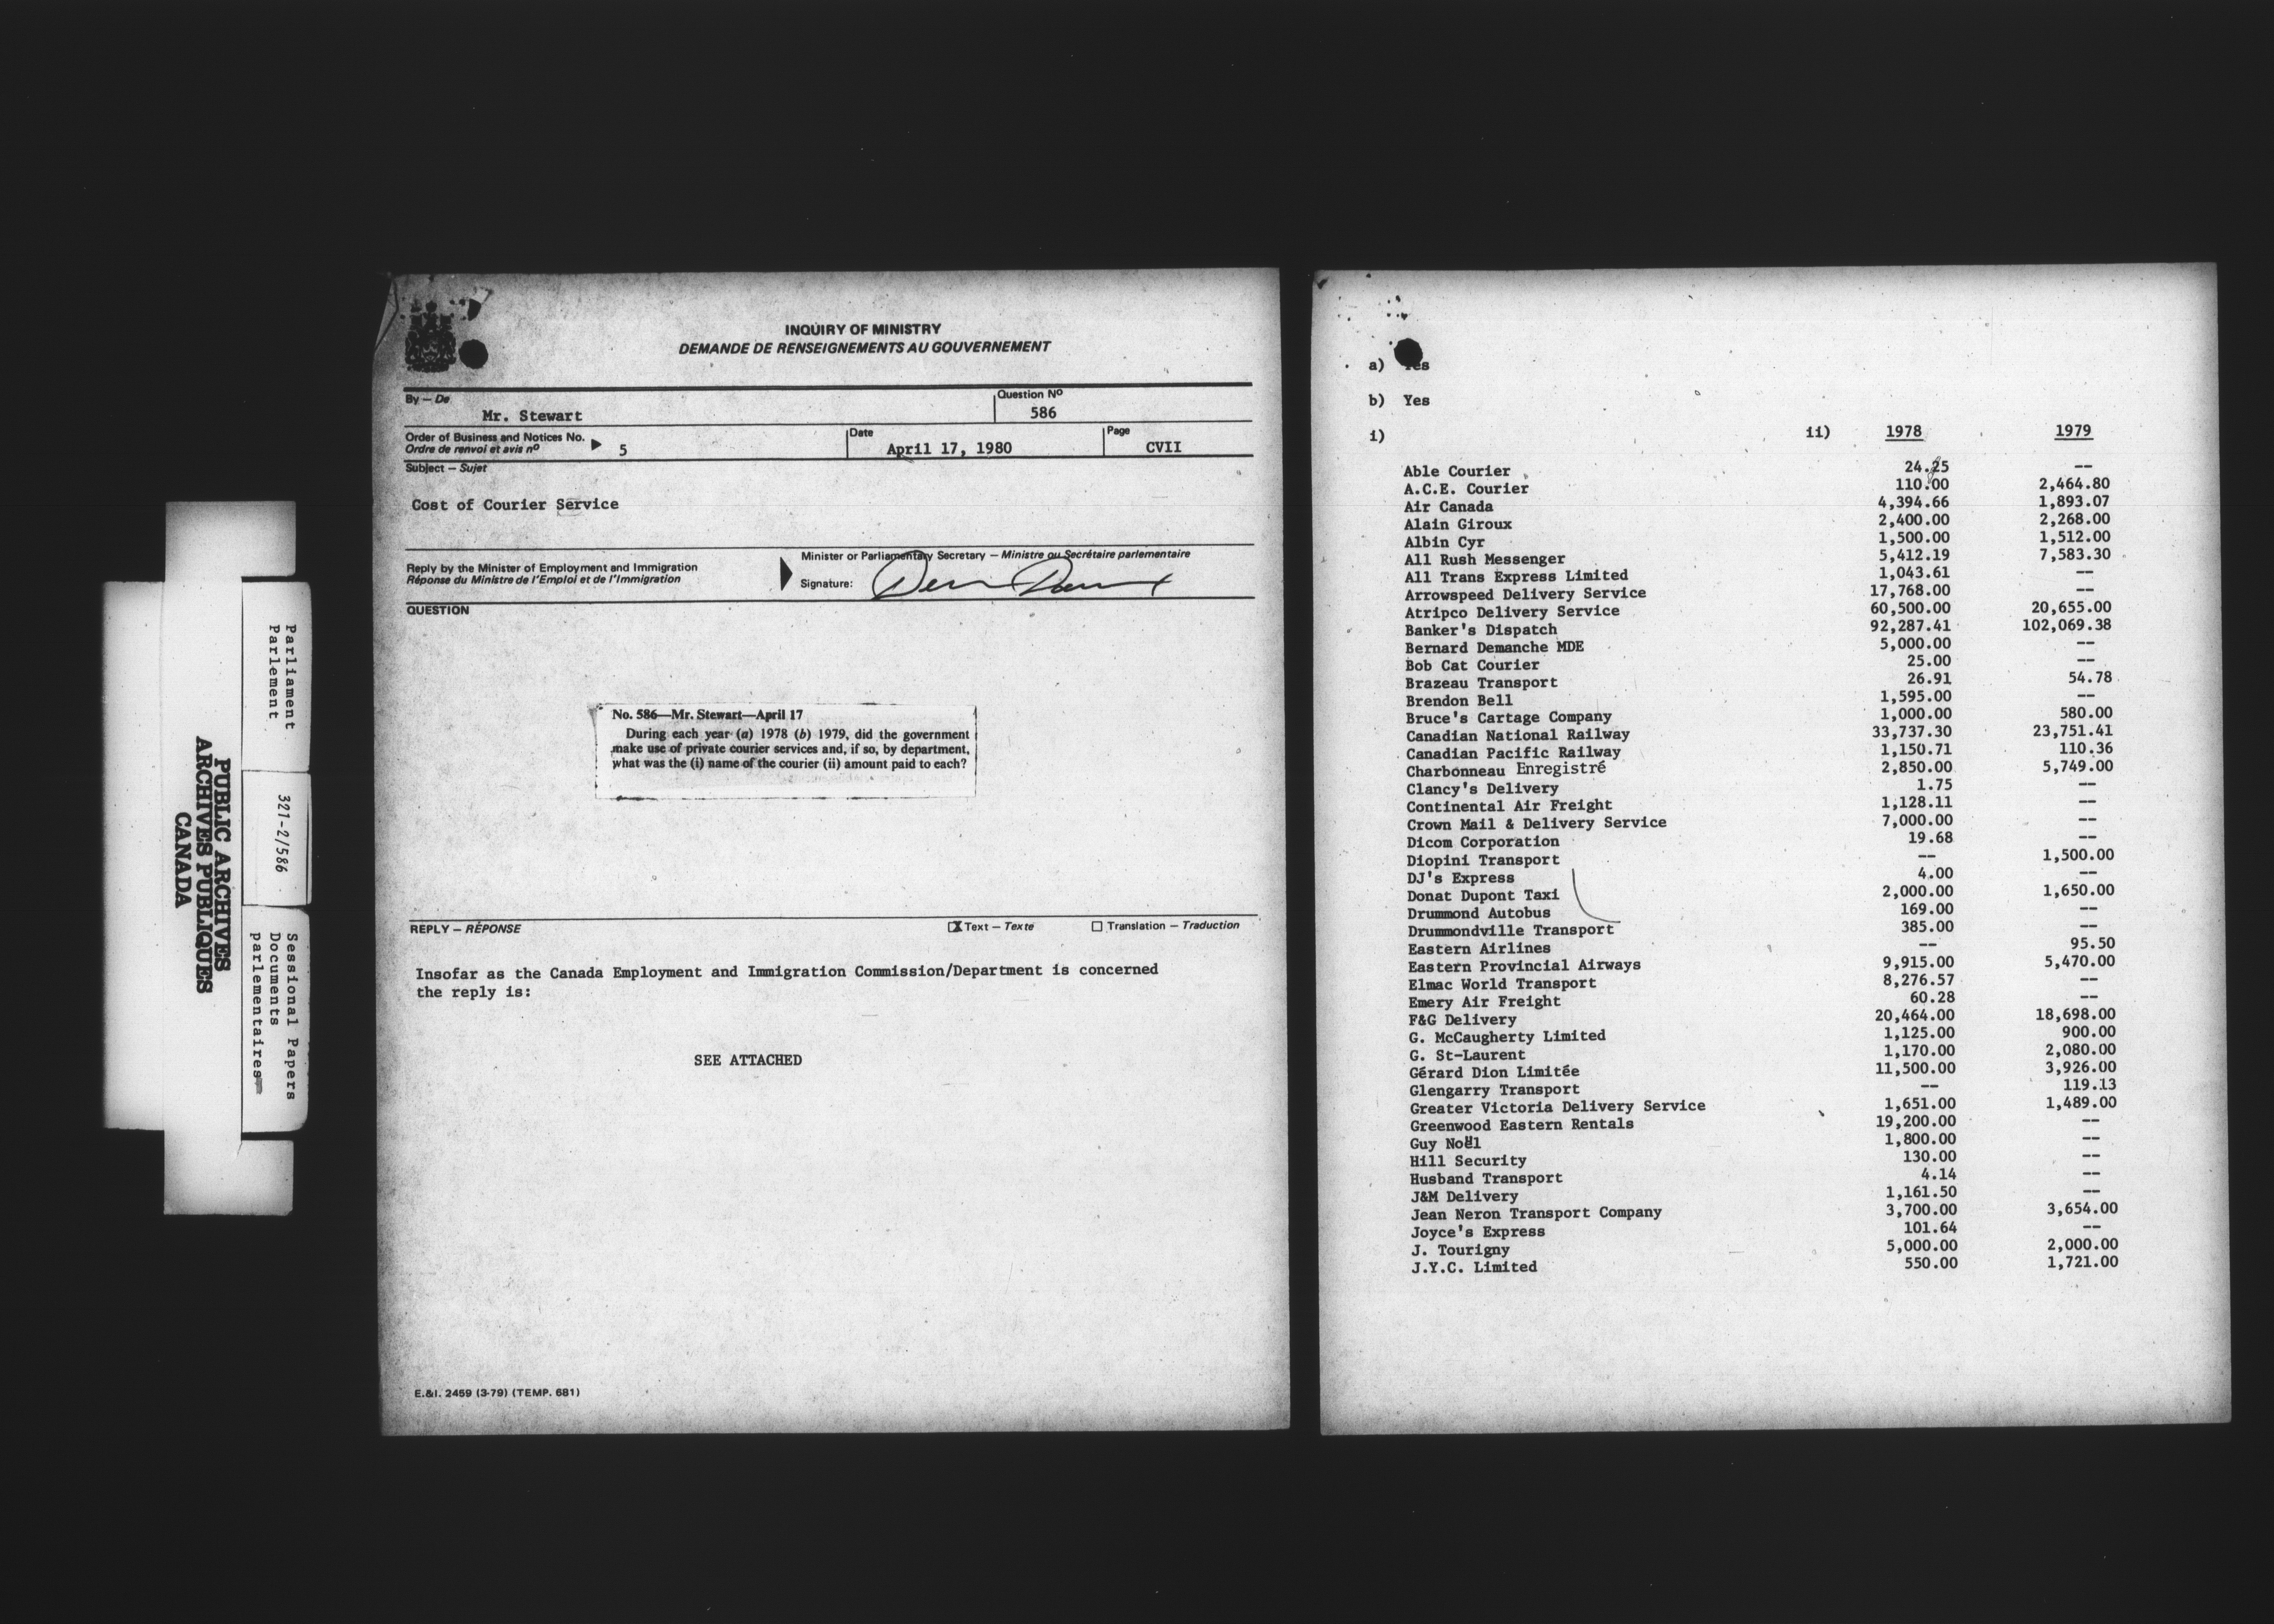 PUBLIC ARCHIVES
ARCHIVES PUBLIQUES
CANADA
Parliament
Parlement
321-2/586
Sessional Papers
Documents
parlementaires
INQUIRY OF MINISTRY
DEMANDE DE RENSEIGNEMENTS AU GOUVERNEMENT
By — De
Mr. Stewart
Question Nº
586
Order of Business and Notices No.
Ordre de renvoi et avis nº
5
Date
April 17, 1980
Page
CVII
Subject — Sujet
Cost of Courier Service
Reply by the Minister of Employment and Immigration
Réponse du Ministre de l'Emploi et de l'Immigration
Minister or Parliamentary Secretary — Ministre ou Secrétaire parlementaire
Signature:
QUESTION
No. 586—Mr. Stewart—April 17
During each year (a) 1978 (b) 1979, did the government
make use of private courier services and, if so, by department,
what was the (i) name of the courier (ii) amount paid to each?
REPLY — RÉPONSE
X Text — Texte
Translation — Traduction
Insofar as the Canada Employment and Immigration Commission/Department is concerned
the reply is:
SEE ATTACHED
E.&I. 2459 (3-79) (TEMP. 681)
a) Yes
b) Yes
i) ii) 1978 1979
Able Courier 24.25 --
A.C.E. Courier 110.00 2,464.80
Air Canada 4,394.66 1,893.07
Alain Giroux 2,400.00 2,268.00
Albin Cyr 1,500.00 1,512.00
All Rush Messenger 5,412.19 7,583.30
All Trans Express Limited 1,043.61 --
Arrowspeed Delivery Service 17,768.00 --
Atripco Delivery Service 60,500.00 20,655.00
Banker's Dispatch 92,287.41 102,069.38
Bernard Demanche MDE 5,000.00 --
Bob Cat Courier 25.00 --
Brazeau Transport 26.91 54.78
Brendon Bell 1,595.00 --
Bruce's Cartage Company 1,000.00 580.00
Canadian National Railway 33,737.30 23,751.41
Canadian Pacific Railway 1,150.71 110.36
Charbonneau Enregistré 2,850.00 5,749.00
Clancy's Delivery 1.75 --
Continental Air Freight 1,128.11 --
Crown Mail & Delivery Service 7,000.00 --
Dicom Corporation 19.68 --
Diopini Transport -- 1,500.00
DJ's Express 4.00 --
Donat Dupont Taxi 2,000.00 1,650.00
Drummond Autobus 169.00 --
Drummondville Transport 385.00 --
Eastern Airlines -- 95.50
Eastern Provincial Airways 9,915.00 5,470.00
Elmac World Transport 8,276.57 --
Emery Air Freight 60.28 --
F&G Delivery 20,464.00 18,698.00
G. McCaugherty Limited 1,125.00 900.00
G. St-Laurent 1,170.00 2,080.00
Gérard Dion Limitée 11,500.00 3,926.00
Glengarry Transport -- 119.13
Greater Victoria Delivery Service 1,651.00 1,489.00
Greenwood Eastern Rentals 19,200.00 --
Guy Noël 1,800.00 --
Hill Security 130.00 --
Husband Transport 4.14 --
J&M Delivery 1,161.50 --
Jean Neron Transport Company 3,700.00 3,654.00
Joyce's Express 101.64 --
J. Tourigny 5,000.00 2,000.00
J.Y.C. Limited 550.00 1,721.00